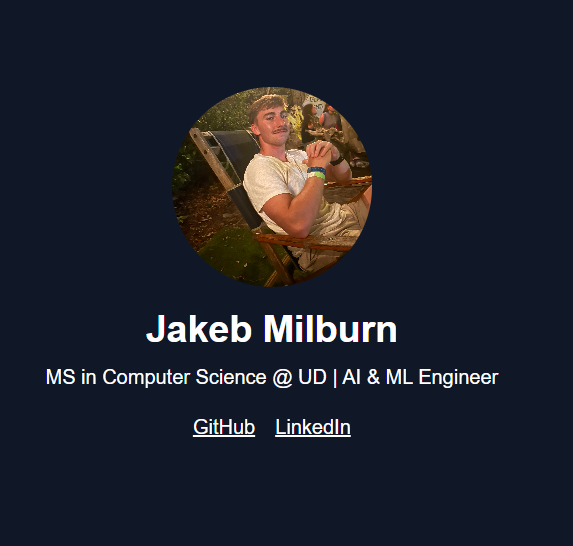 Jakeb Milburn
MS in Computer Science @ UD | AI & ML Engineer
GitHub LinkedIn